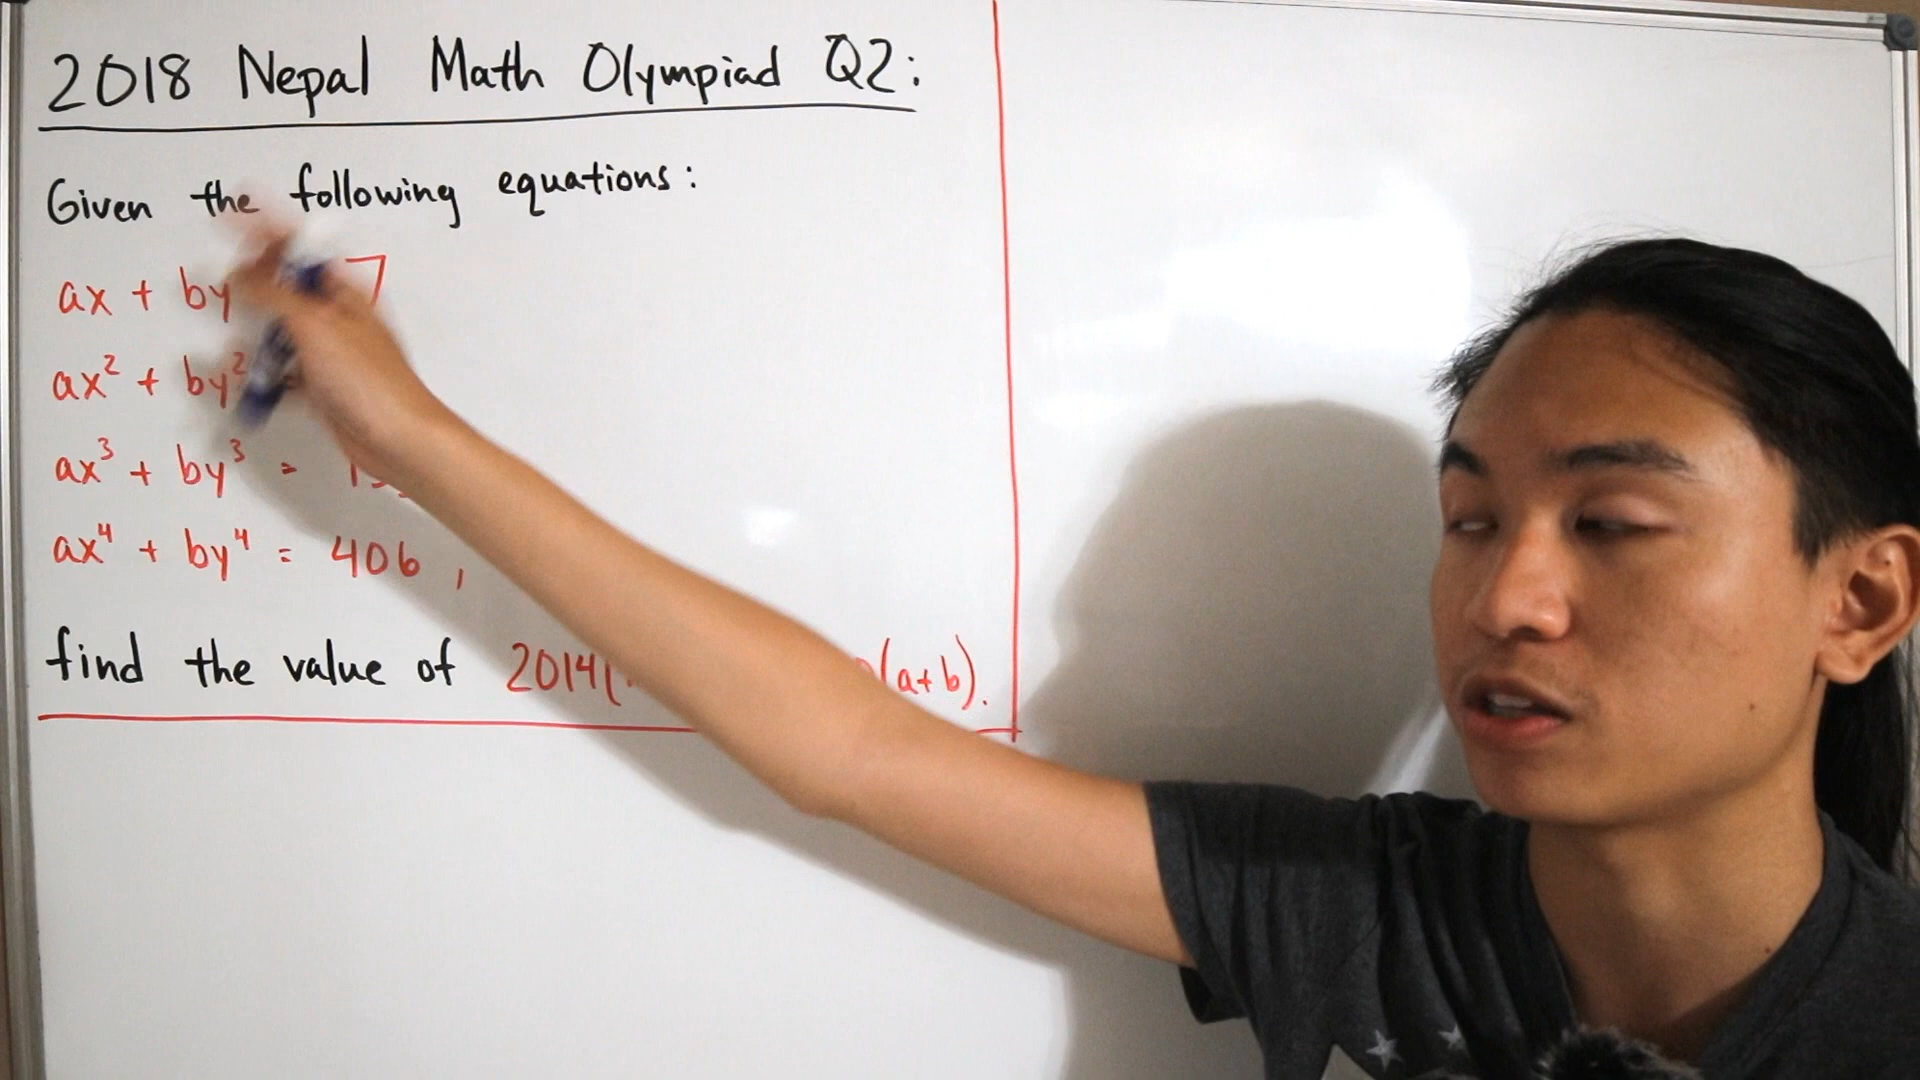 2018 Nepal Math Olympiad Q2:
Given the following equations:
ax + by 7
ax² + by²
ax³ + by³ =
ax⁴ + by⁴ = 406,
find the value of 2014( (a+b).